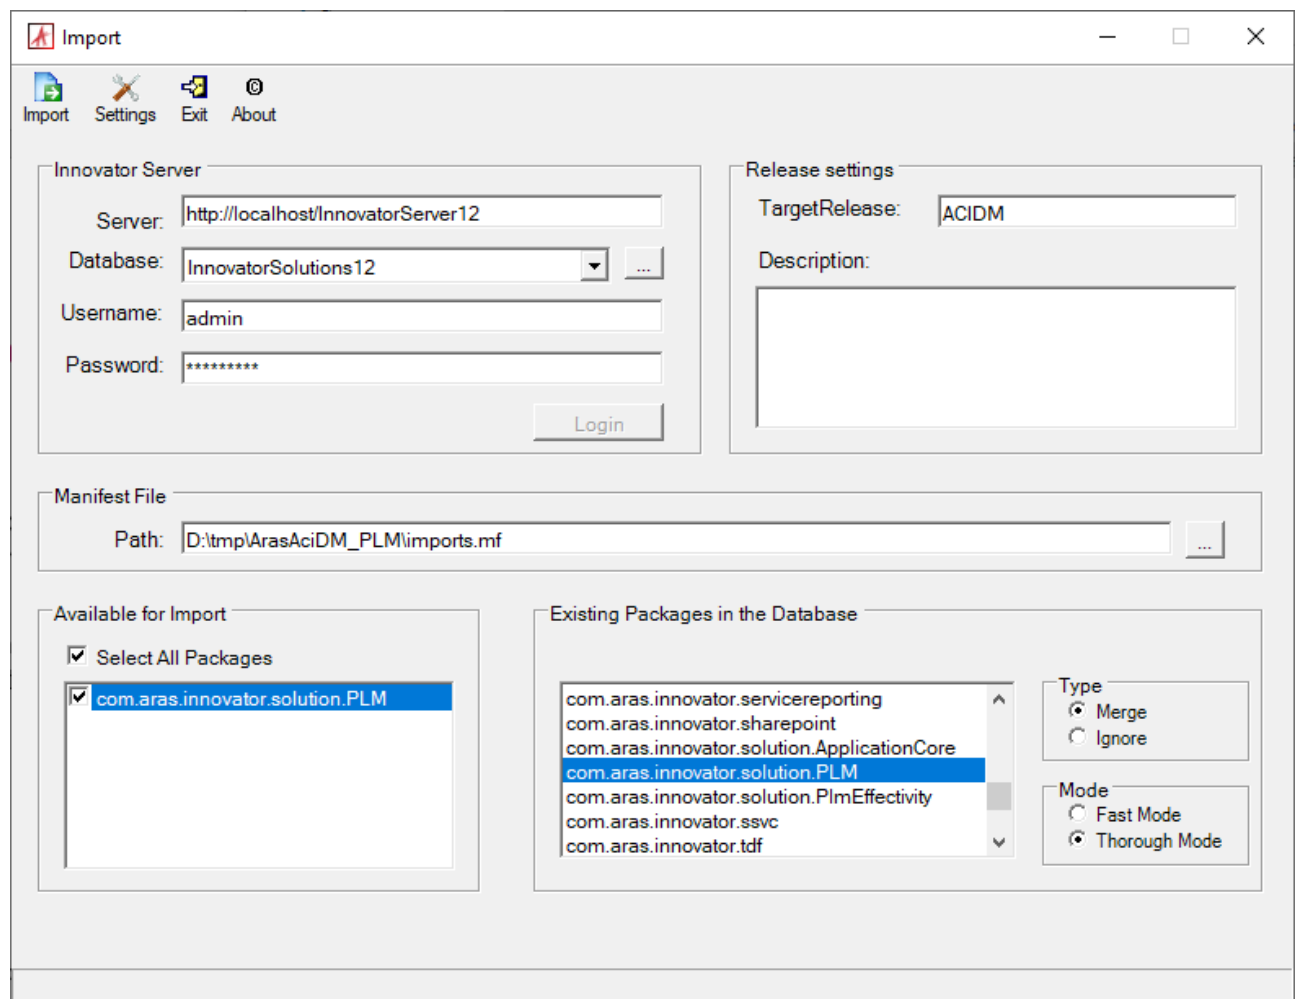 Import
Import Settings Exit About
Innovator Server
Server: http://localhost/InnovatorServer12
Database: InnovatorSolutions12 ...
Username: admin
Password: *********
Login
Release settings
TargetRelease: ACIDM
Description:
Manifest File
Path: D:\tmp\ArasAciDM_PLM\imports.mf ...
Available for Import
Select All Packages
com.aras.innovator.solution.PLM
Existing Packages in the Database
com.aras.innovator.servicereporting
com.aras.innovator.sharepoint
com.aras.innovator.solution.ApplicationCore
com.aras.innovator.solution.PLM
com.aras.innovator.solution.PlmEffectivity
com.aras.innovator.ssvc
com.aras.innovator.tdf
Type
Merge
Ignore
Mode
Fast Mode
Thorough Mode